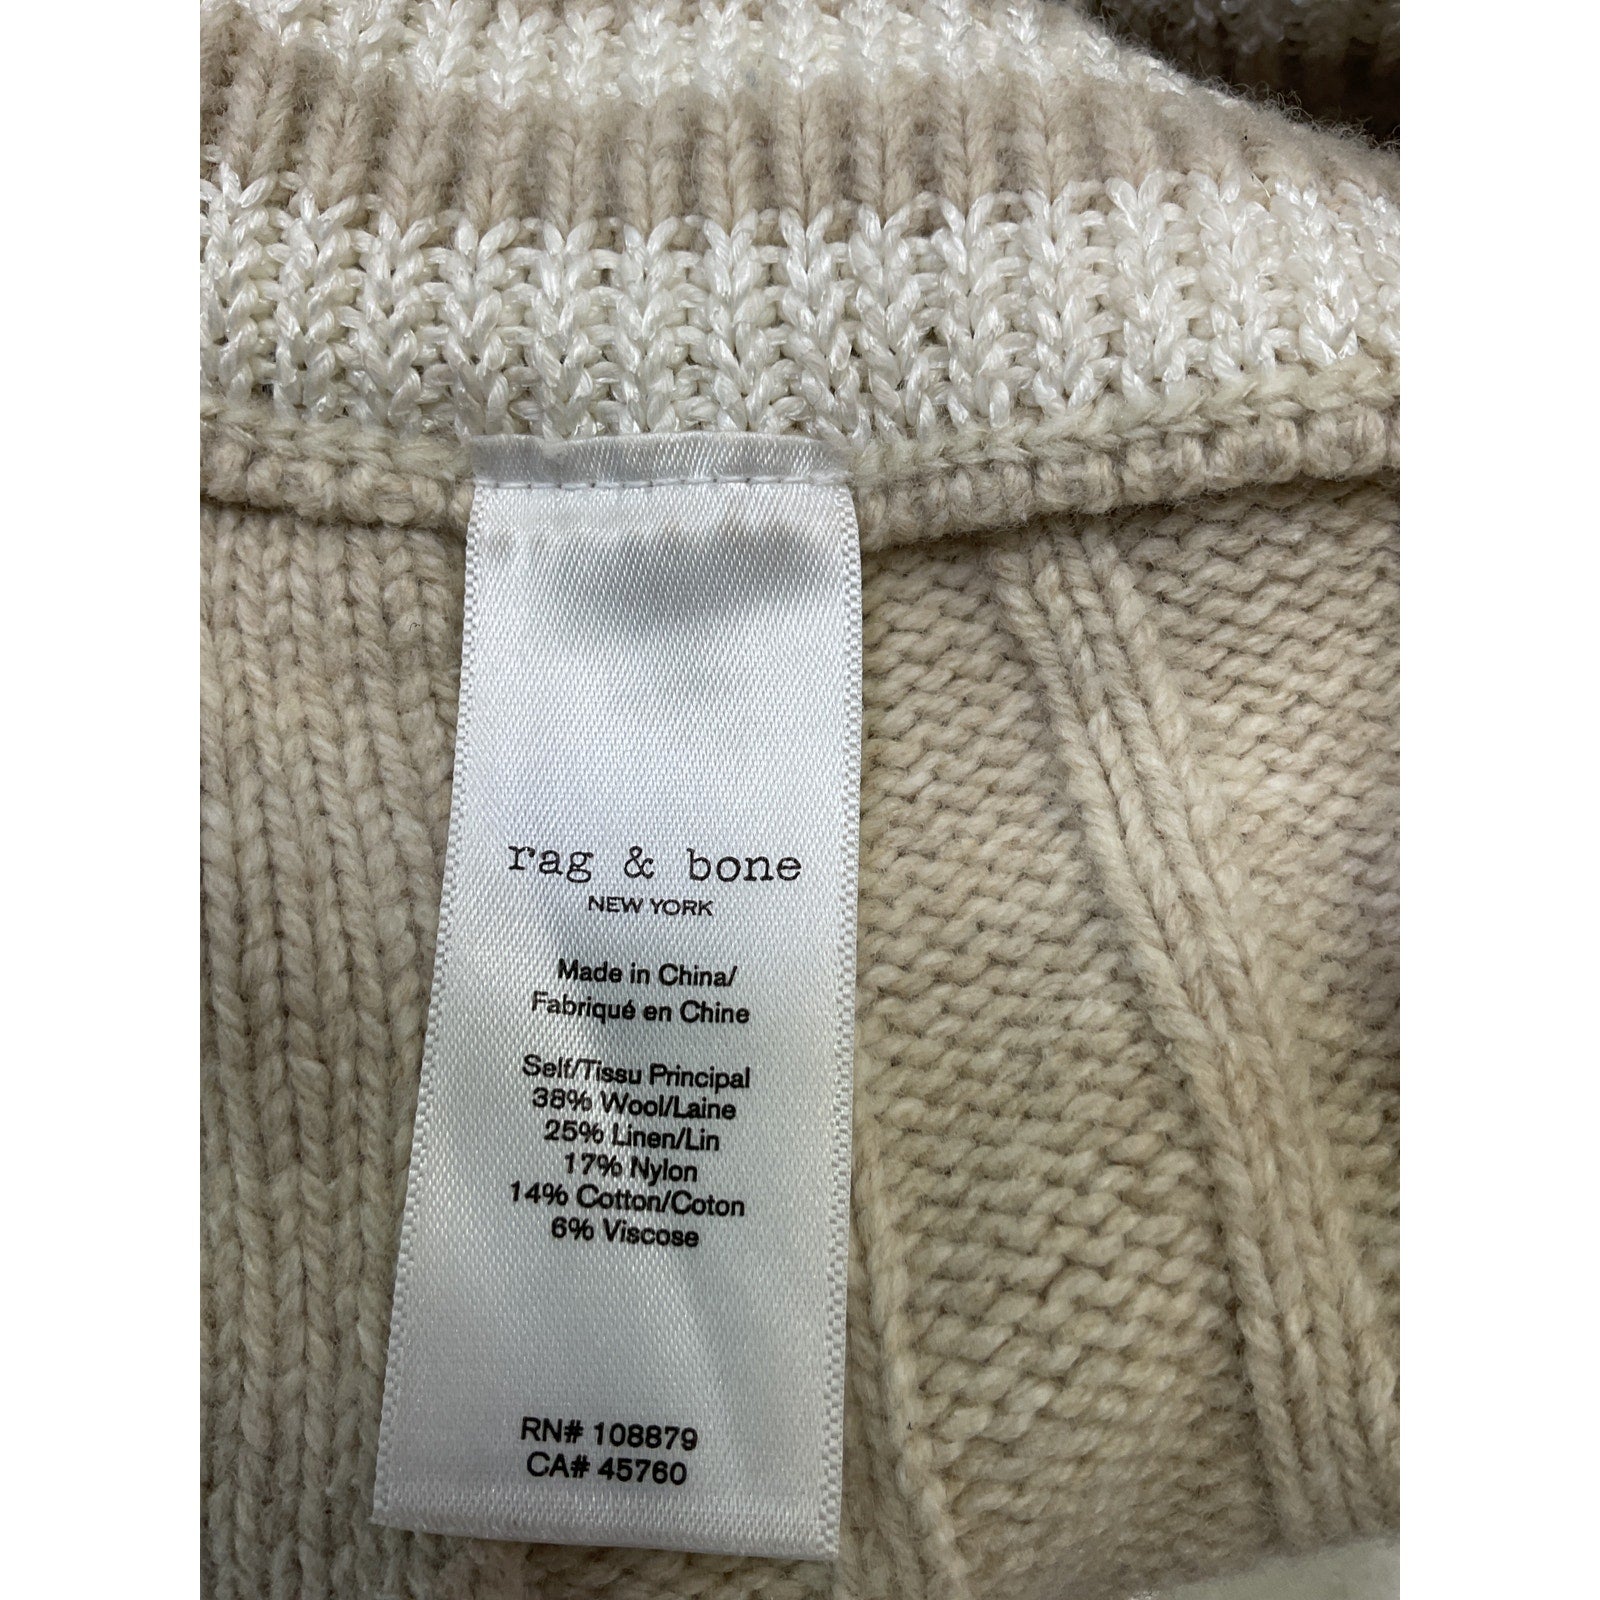 rag & bone
NEW YORK
Made in China/
Fabriqué en Chine
Self/Tissu Principal
38% Wool/Laine
25% Linen/Lin
17% Nylon
14% Cotton/Coton
6% Viscose
RN# 108879
CA# 45760